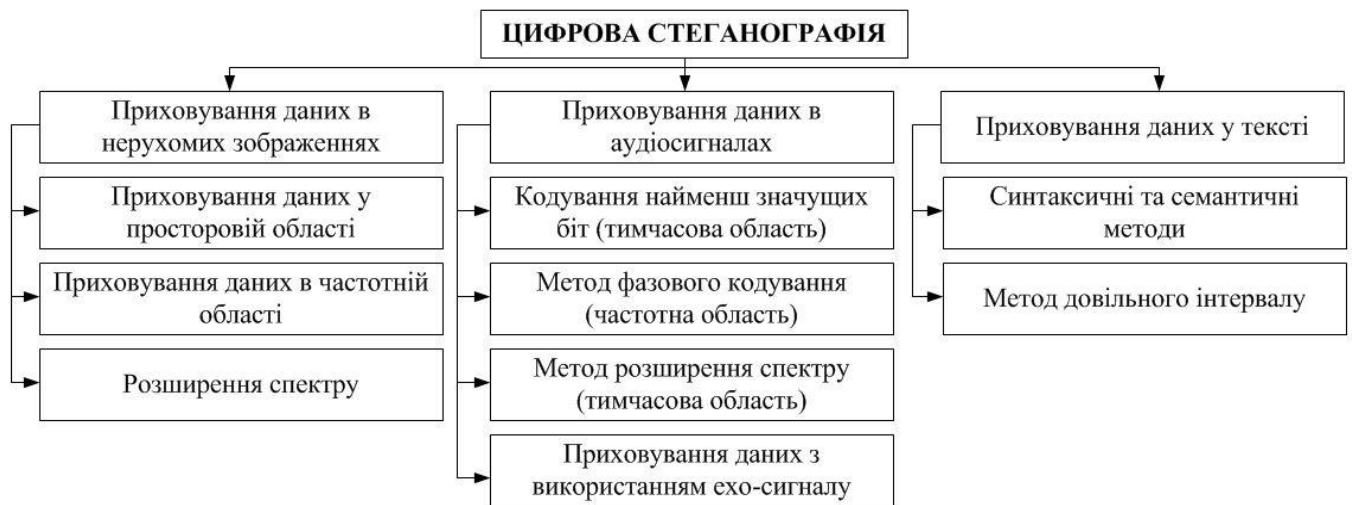 ЦИФРОВА СТЕГАНОГРАФІЯ
Приховування даних в
нерухомих зображеннях
Приховування даних у
просторовій області
Приховування даних в частотній
області
Розширення спектру
Приховування даних в
аудіосигналах
Кодування найменш значущих
біт (тимчасова область)
Метод фазового кодування
(частотна область)
Метод розширення спектру
(тимчасова область)
Приховування даних з
використанням ехо-сигналу
Приховування даних у тексті
Синтаксичні та семантичні
методи
Метод довільного інтервалу